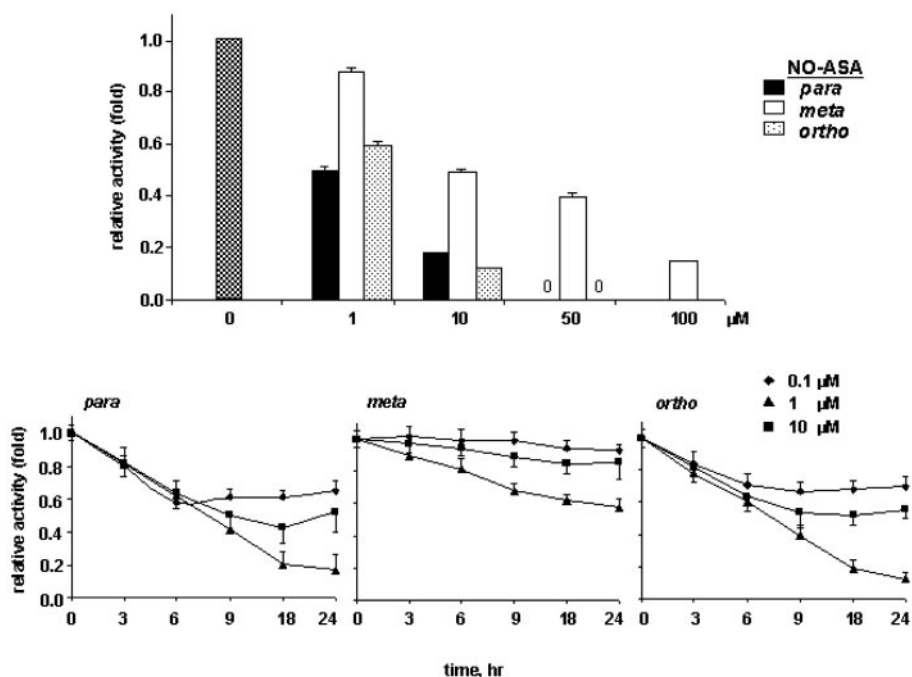 relative activity (fold)
1.0
0.8
0.6
0.4
0.2
0.0
0 0
0 1 10 50 100 µM
NO-ASA
para
meta
ortho
0.1 µM
1 µM
10 µM
para meta ortho
relative activity (fold)
1.0
0.8
0.6
0.4
0.2
0.0
0 3 6 9 18 24 0 3 6 9 18 24 0 3 6 9 18 24
time, hr